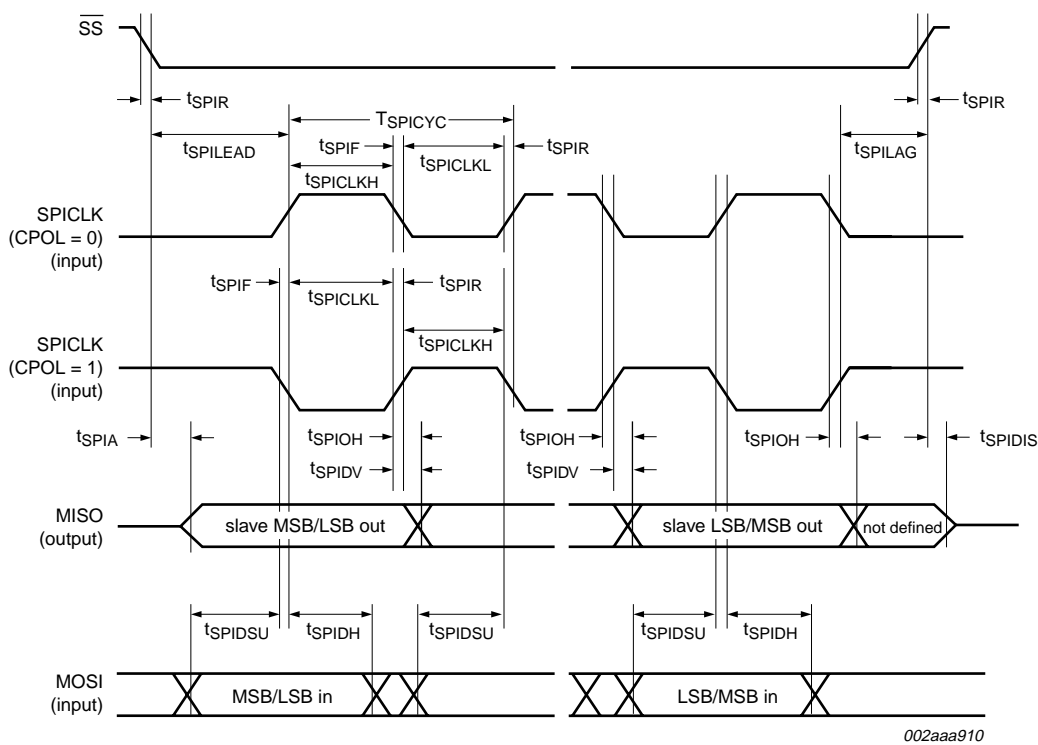 SS
tSPIR
tSPIR
TSPICYC
tSPILEAD
tSPIF
tSPICLKL
tSPIR
tSPILAG
tSPICLKH
SPICLK
(CPOL = 0)
(input)
tSPIF
tSPICLKL
tSPIR
tSPICLKH
SPICLK
(CPOL = 1)
(input)
tSPIA
tSPIOH
tSPIOH
tSPIOH
tSPIDIS
tSPIDV
tSPIDV
MISO
(output)
slave MSB/LSB out
slave LSB/MSB out
not defined
tSPIDSU
tSPIDH
tSPIDSU
tSPIDSU
tSPIDH
MOSI
(input)
MSB/LSB in
LSB/MSB in
002aaa910